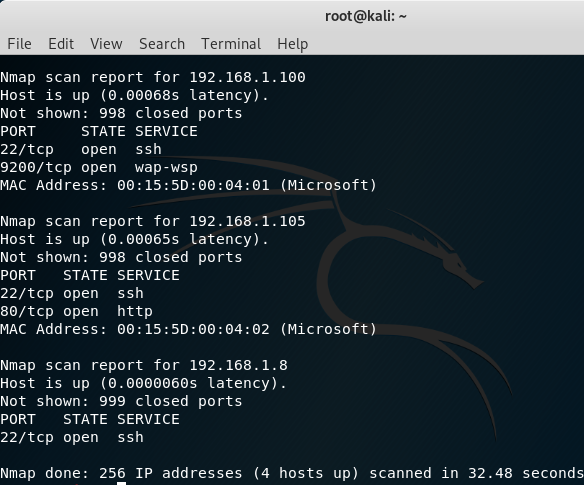 root@kali: ~
File Edit View Search Terminal Help
Nmap scan report for 192.168.1.100
Host is up (0.00068s latency).
Not shown: 998 closed ports
PORT     STATE SERVICE
22/tcp   open  ssh
9200/tcp open  wap-wsp
MAC Address: 00:15:5D:00:04:01 (Microsoft)
Nmap scan report for 192.168.1.105
Host is up (0.00065s latency).
Not shown: 998 closed ports
PORT   STATE SERVICE
22/tcp open  ssh
80/tcp open  http
MAC Address: 00:15:5D:00:04:02 (Microsoft)
Nmap scan report for 192.168.1.8
Host is up (0.0000060s latency).
Not shown: 999 closed ports
PORT   STATE SERVICE
22/tcp open  ssh
Nmap done: 256 IP addresses (4 hosts up) scanned in 32.48 seconds